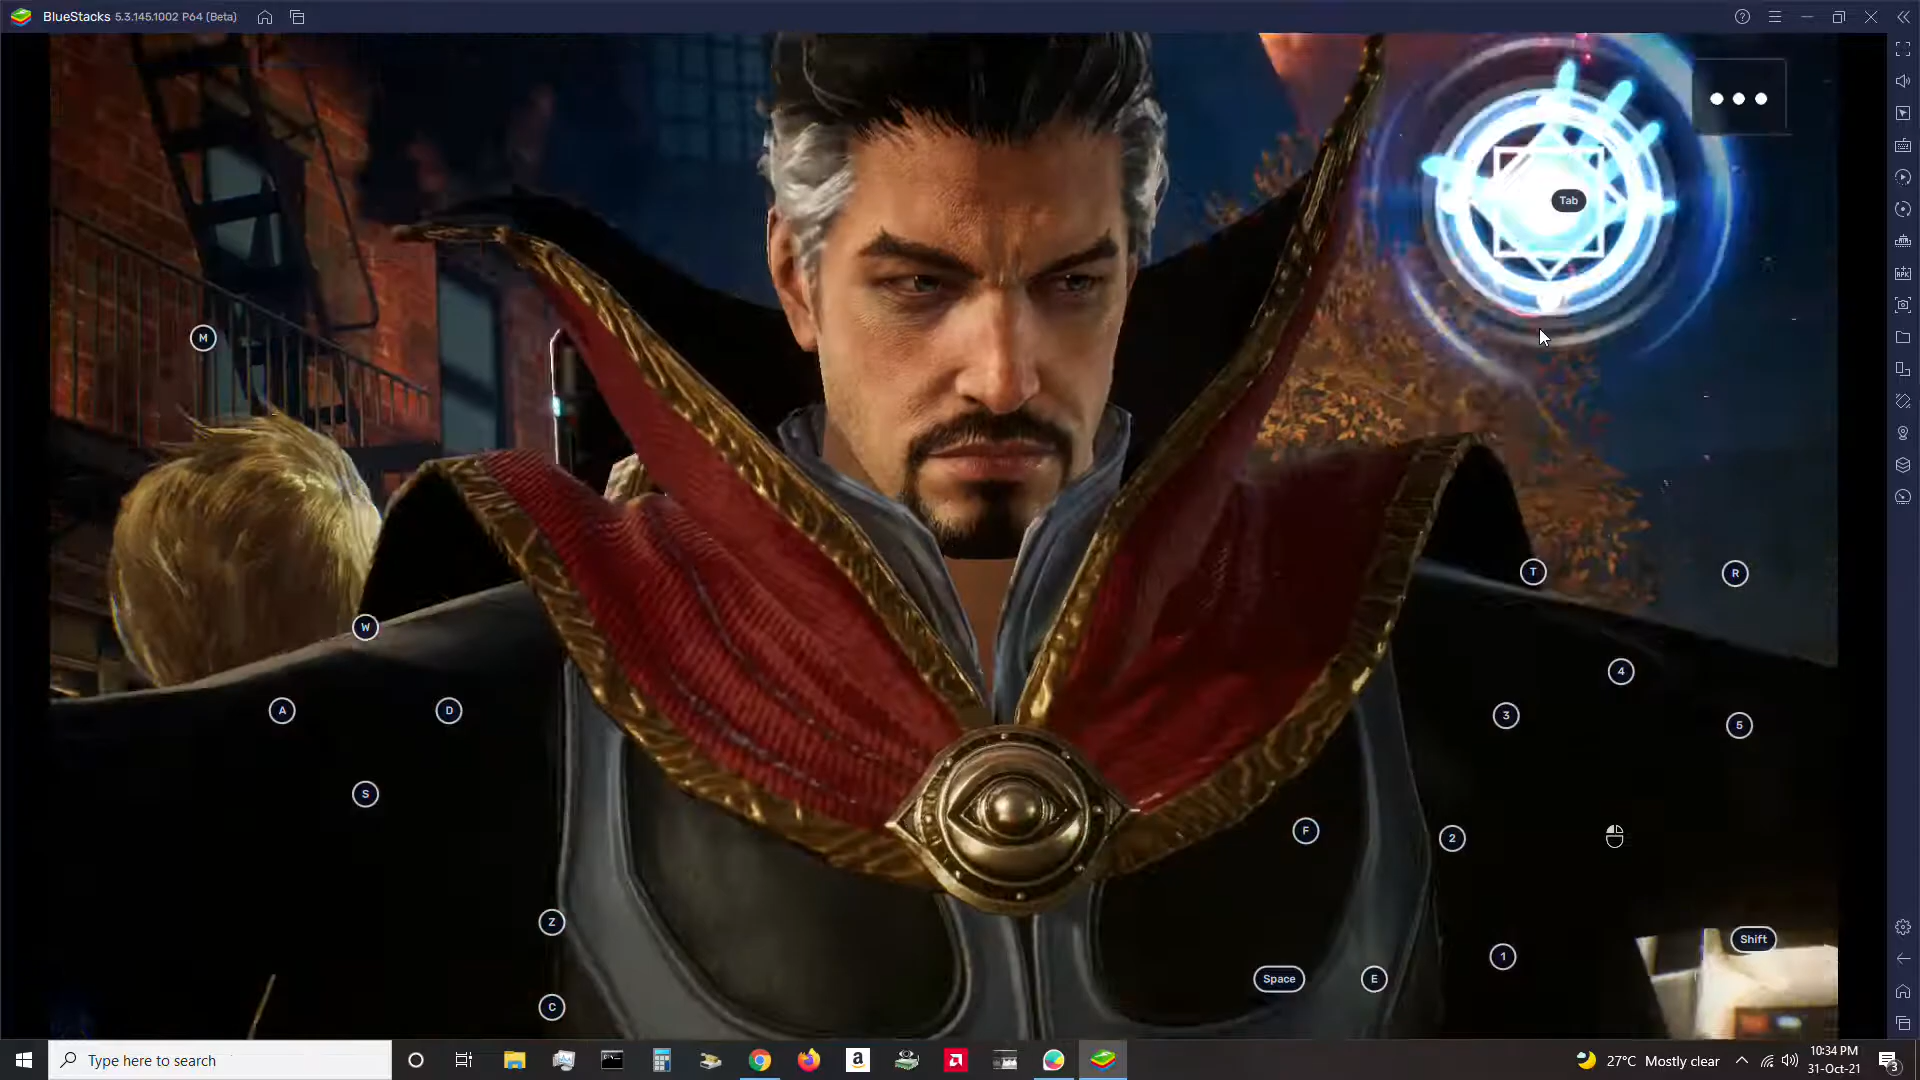 BlueStacks 5.3.145.1002 P64 (Beta)
Tab
M
W
A
D
S
T
R
4
3
5
F
2
Z
C
Space
E
1
Shift
Type here to search
27°C Mostly clear
10:34 PM
31-Oct-21
3